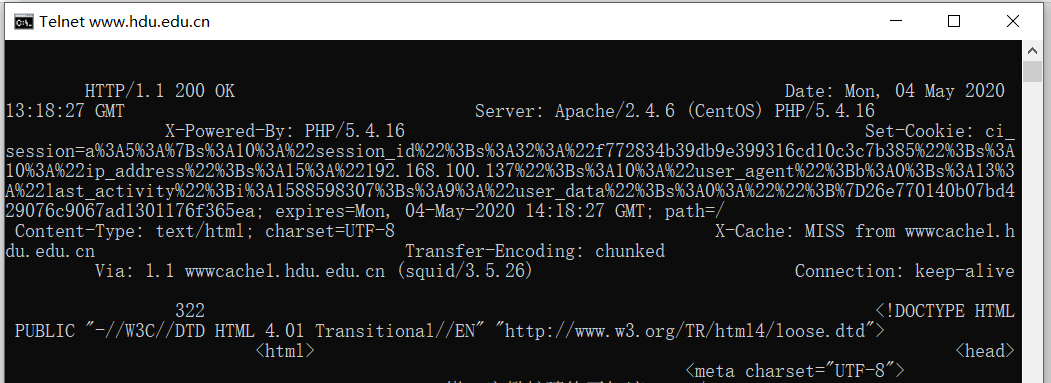 Telnet www.hdu.edu.cn
HTTP/1.1 200 OK Date: Mon, 04 May 2020
13:18:27 GMT Server: Apache/2.4.6 (CentOS) PHP/5.4.16
X-Powered-By: PHP/5.4.16 Set-Cookie: ci_
session=a%3A5%3A%7Bs%3A10%3A%22session_id%22%3Bs%3A32%3A%22f772834b39db9e399316cd10c3c7b385%22%3Bs%3A
10%3A%22ip_address%22%3Bs%3A15%3A%22192.168.100.137%22%3Bs%3A10%3A%22user_agent%22%3Bb%3A0%3Bs%3A13%3
A%22last_activity%22%3Bi%3A1588598307%3Bs%3A9%3A%22user_data%22%3Bs%3A0%3A%22%22%3B%7D26e770140b07bd4
29076c9067ad1301176f365ea; expires=Mon, 04-May-2020 14:18:27 GMT; path=/
Content-Type: text/html; charset=UTF-8 X-Cache: MISS from wwwcache1.h
du.edu.cn Transfer-Encoding: chunked
Via: 1.1 wwwcache1.hdu.edu.cn (squid/3.5.26) Connection: keep-alive
322 <!DOCTYPE HTML
PUBLIC "-//W3C//DTD HTML 4.01 Transitional//EN" "http://www.w3.org/TR/html4/loose.dtd">
<html> <head>
<meta charset="UTF-8">